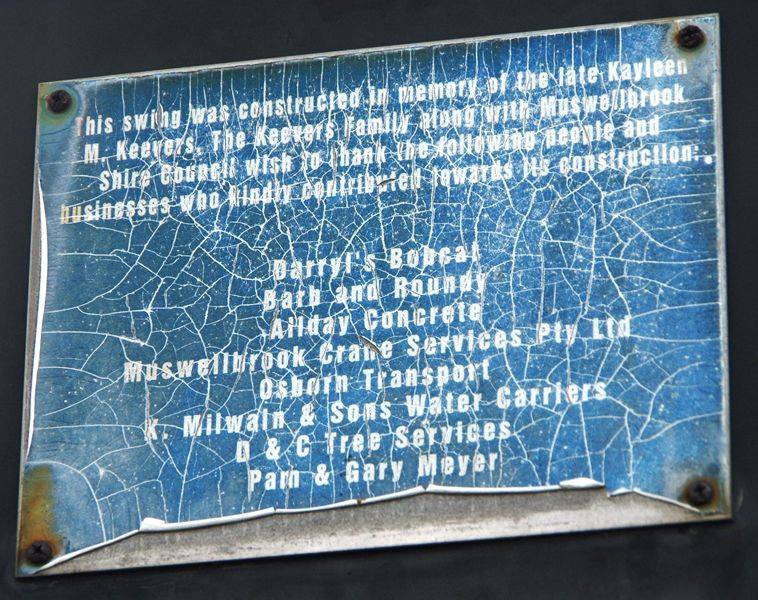 This swing was constructed in memory of the late Kayleen
M. Keevers. The Keevers Family along with Muswellbrook
Shire Council wish to thank the following people and
businesses who kindly contributed towards its construction:.
Darryl's Bobcat
Barb and Roundy
Allday Concrete
Muswellbrook Crane Services Pty Ltd
Osborn Transport
K. Milwain & Sons Water Carriers
D & C Tree Services
Pam & Gary Meyer